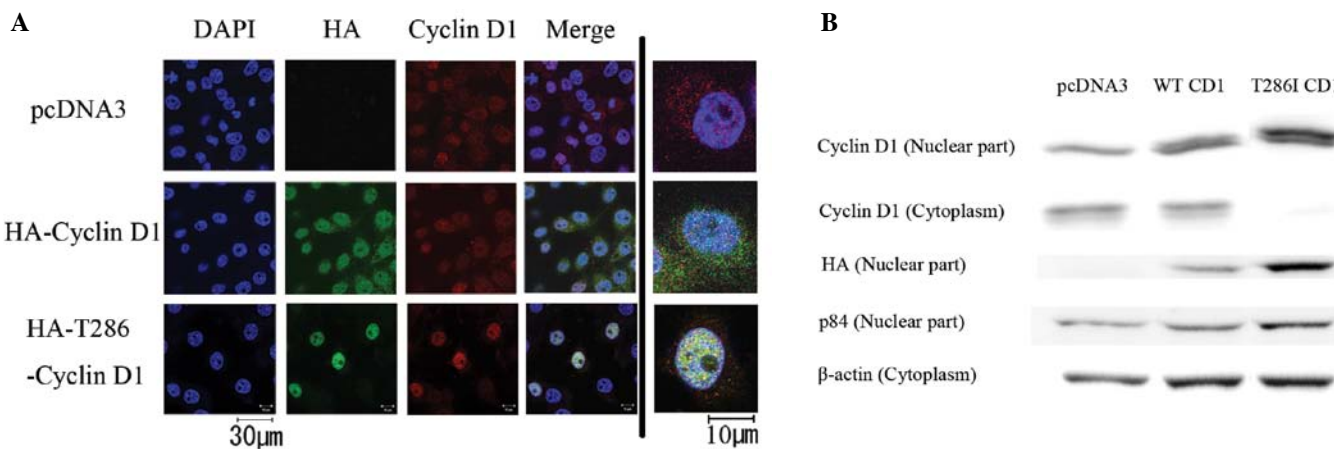 A
DAPI HA Cyclin D1 Merge
pcDNA3
HA-Cyclin D1
HA-T286
-Cyclin D1
30μm
10μm
B
pcDNA3 WT CD1 T286I CD1
Cyclin D1 (Nuclear part)
Cyclin D1 (Cytoplasm)
HA (Nuclear part)
p84 (Nuclear part)
β-actin (Cytoplasm)